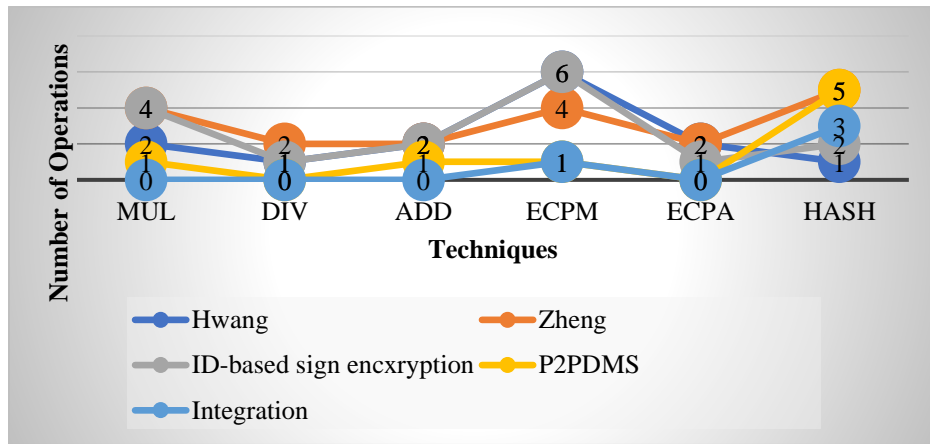 Number of Operations
4 2 1 0
2 1 0
2 1 0
6 4 1
2 1 0
5 3 2 1
MUL DIV ADD ECPM ECPA HASH
Techniques
Hwang Zheng
ID-based sign encxryption P2PDMS
Integration